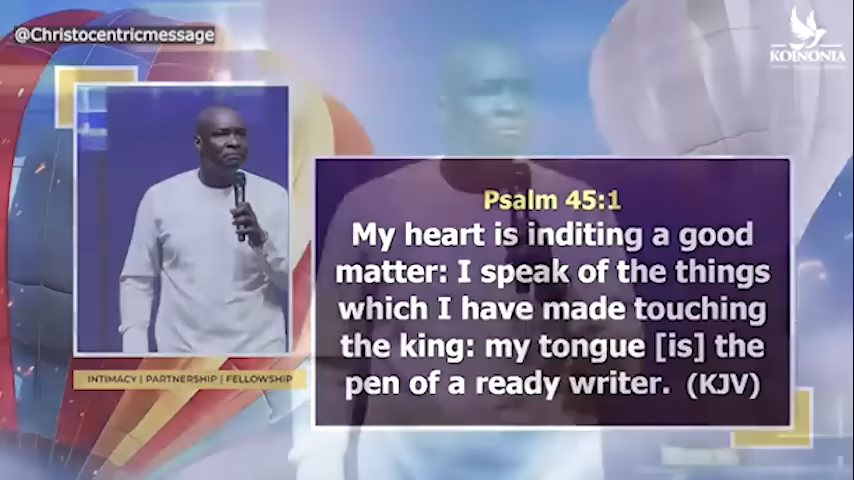 @Christocentricmessage
KOINONIA
INTIMACY | PARTNERSHIP | FELLOWSHIP
Psalm 45:1
My heart is inditing a good
matter: I speak of the things
which I have made touching
the king: my tongue [is] the
pen of a ready writer. (KJV)